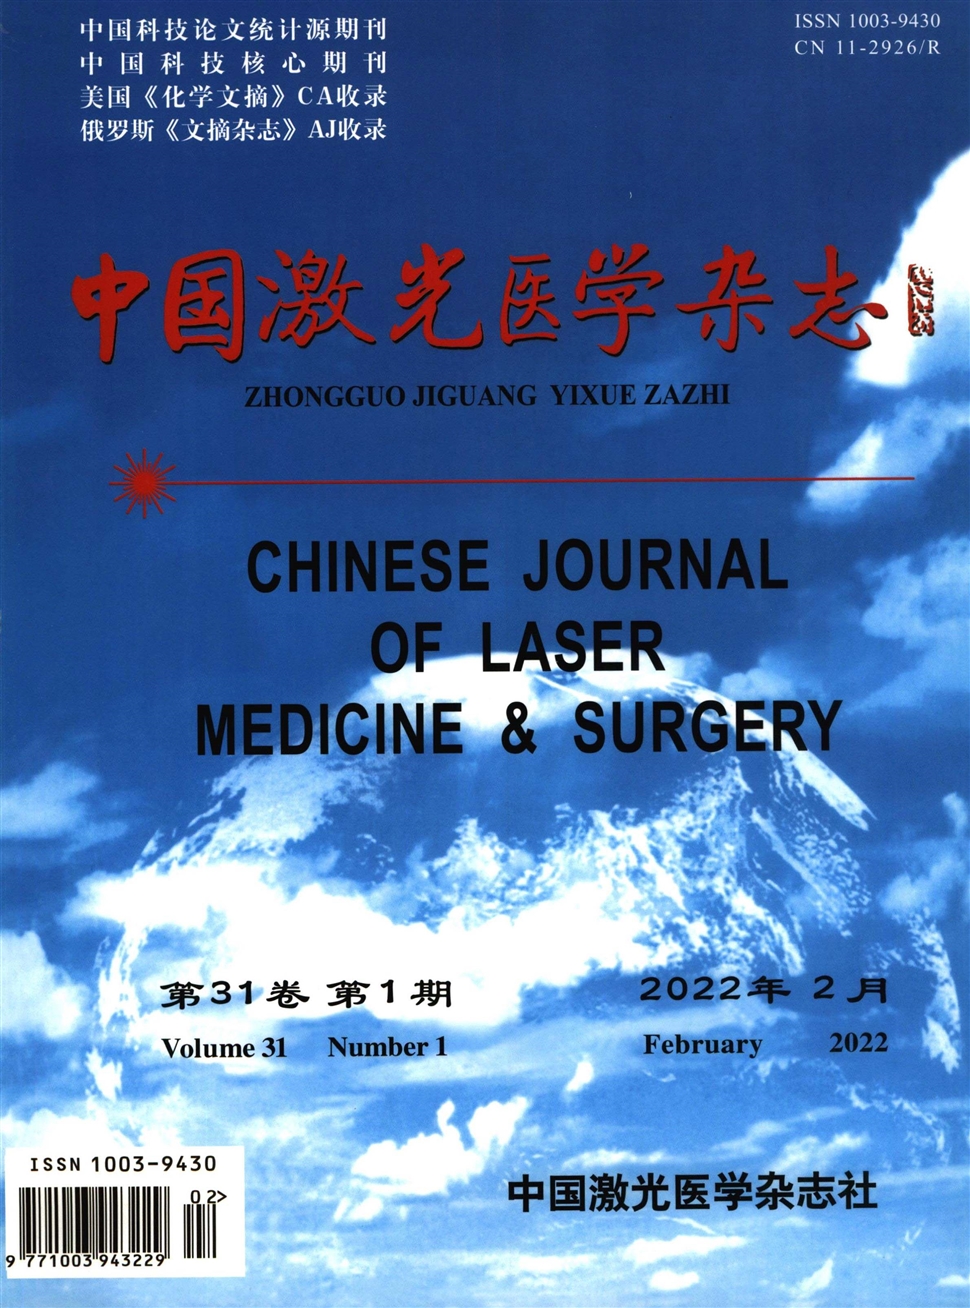 中国科技论文统计源期刊
中国科技核心期刊
美国《化学文摘》CA收录
俄罗斯《文摘杂志》AJ收录
ISSN 1003-9430
CN 11-2926/R
中国激光医学杂志
ZHONGGUO JIGUANG YIXUE ZAZHI
CHINESE JOURNAL
OF LASER
MEDICINE & SURGERY
第31卷 第1期 2022年 2月
Volume 31 Number 1 February 2022
ISSN 1003-9430
02>
9 771003 943229
中国激光医学杂志社